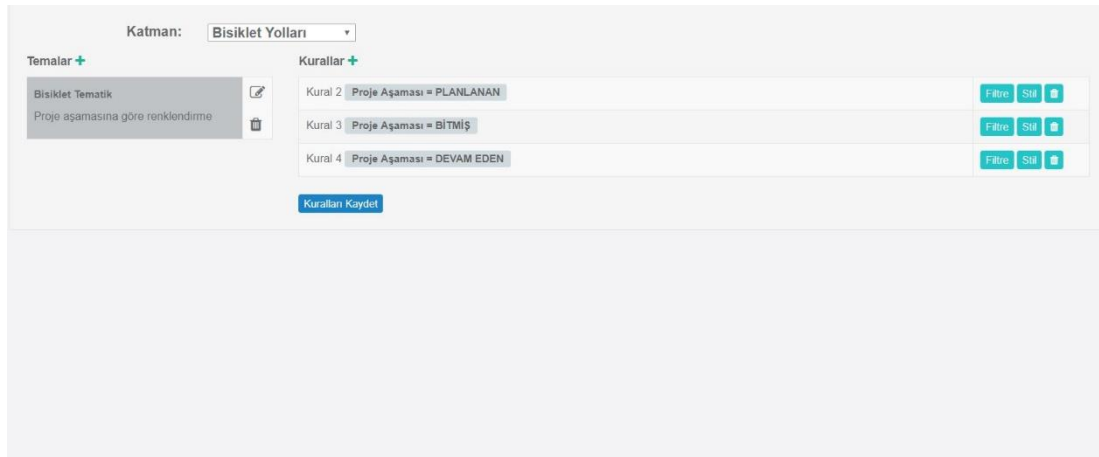 Katman: Bisiklet Yolları
Temalar +
Bisiklet Tematik
Proje aşamasına göre renklendirme
Kurallar +
Kural 2 Proje Aşaması = PLANLANAN Filtre Stil
Kural 3 Proje Aşaması = BİTMİŞ Filtre Stil
Kural 4 Proje Aşaması = DEVAM EDEN Filtre Stil
Kuralları Kaydet